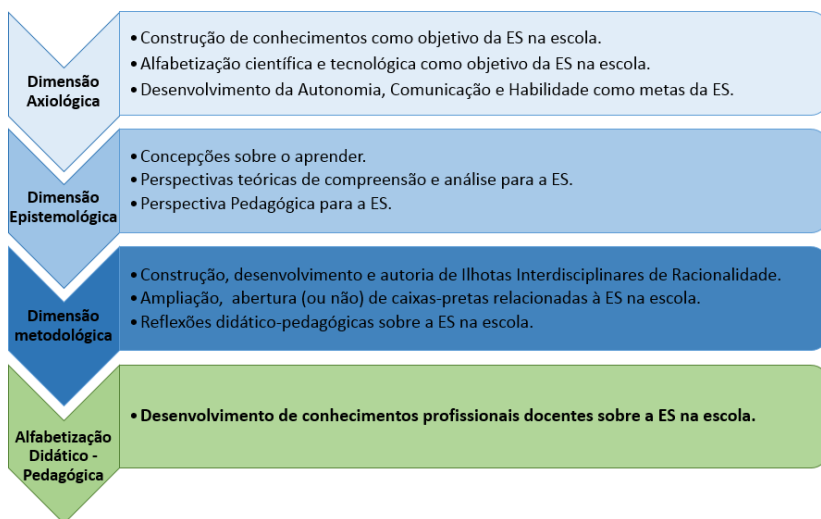 Dimensão
Axiológica
• Construção de conhecimentos como objetivo da ES na escola.
• Alfabetização científica e tecnológica como objetivo da ES na escola.
• Desenvolvimento da Autonomia, Comunicação e Habilidade como metas da ES.
Dimensão
Epistemológica
• Concepções sobre o aprender.
• Perspectivas teóricas de compreensão e análise para a ES.
• Perspectiva Pedagógica para a ES.
Dimensão
metodológica
• Construção, desenvolvimento e autoria de Ilhotas Interdisciplinares de Racionalidade.
• Ampliação, abertura (ou não) de caixas-pretas relacionadas à ES na escola.
• Reflexões didático-pedagógicas sobre a ES na escola.
Alfabetização
Didático -
Pedagógica
• Desenvolvimento de conhecimentos profissionais docentes sobre a ES na escola.